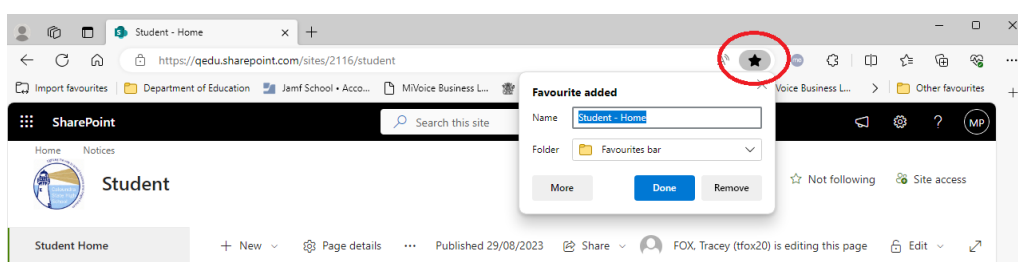 Student - Home
https://qedu.sharepoint.com/sites/2116/student
Import favourites
Department of Education
Jamf School • Acco...
MiVoice Business L...
Voice Business L...
Other favourites
Favourite added
Name
Student - Home
Folder
Favourites bar
More
Done
Remove
SharePoint
Search this site
MP
Home
Notices
Student
Not following
Site access
Student Home
+ New
Page details
...
Published 29/08/2023
Share
FOX, Tracey (tfox20) is editing this page
Edit